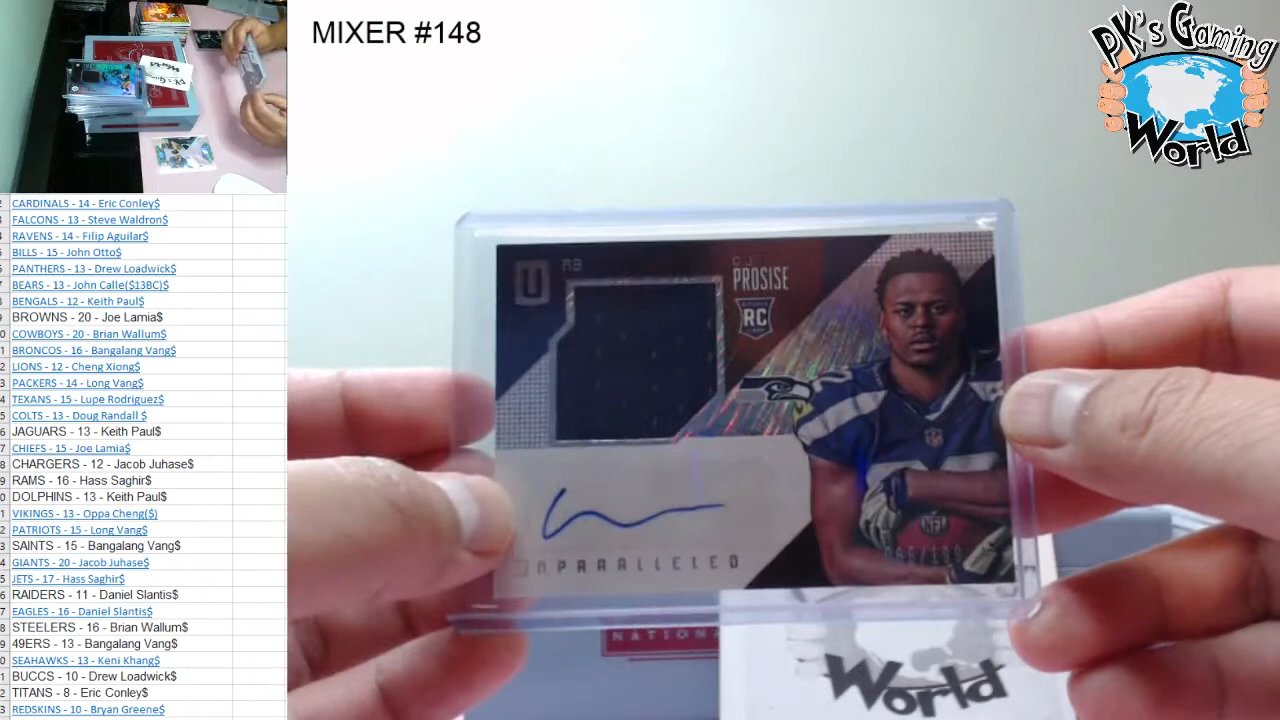 MIXER #148
PK's Gaming
World
CARDINALS - 14 - Eric Conley$
FALCONS - 13 - Steve Waldron$
RAVENS - 14 - Filip Aguilar$
BILLS - 15 - John Otto$
PANTHERS - 13 - Drew Loadwick$
BEARS - 13 - John Calle($13BC)$
BENGALS - 12 - Keith Paul$
BROWNS - 20 - Joe Lamia$
COWBOYS - 20 - Brian Wallum$
BRONCOS - 16 - Bangalang Vang$
LIONS - 12 - Cheng Xiong$
PACKERS - 14 - Long Vang$
TEXANS - 15 - Lupe Rodriguez$
COLTS - 13 - Doug Randall $
JAGUARS - 13 - Keith Paul$
CHIEFS - 15 - Joe Lamia$
CHARGERS - 12 - Jacob Juhase$
RAMS - 16 - Hass Saghir$
DOLPHINS - 13 - Keith Paul$
VIKINGS - 13 - Oppa Cheng($)
PATRIOTS - 15 - Long Vang$
SAINTS - 15 - Bangalang Vang$
GIANTS - 20 - Jacob Juhase$
JETS - 17 - Hass Saghir$
RAIDERS - 11 - Daniel Slantis$
EAGLES - 16 - Daniel Slantis$
STEELERS - 16 - Brian Wallum$
49ERS - 13 - Bangalang Vang$
SEAHAWKS - 13 - Keni Khang$
BUCCS - 10 - Drew Loadwick$
TITANS - 8 - Eric Conley$
REDSKINS - 10 - Bryan Greene$
U
RB
C.J.
PROSISE
RC
NFL
UNPARALLELED
NATIONA
World